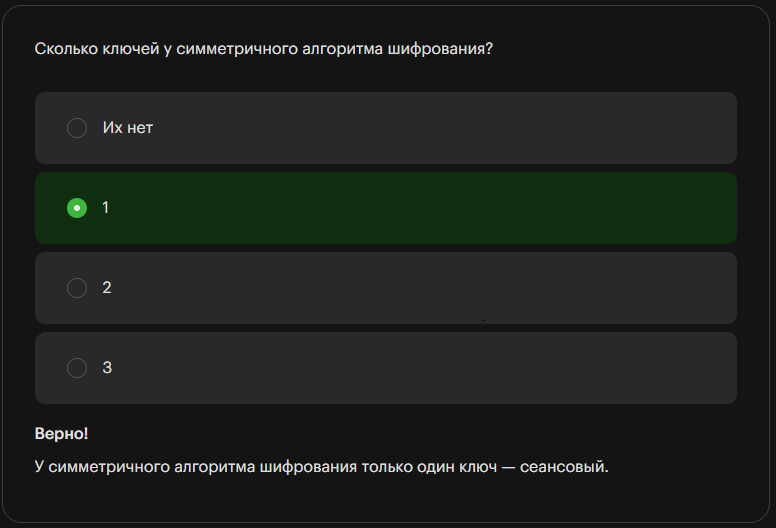 Сколько ключей у симметричного алгоритма шифрования?
Их нет
1
2
3
Верно!
У симметричного алгоритма шифрования только один ключ — сеансовый.